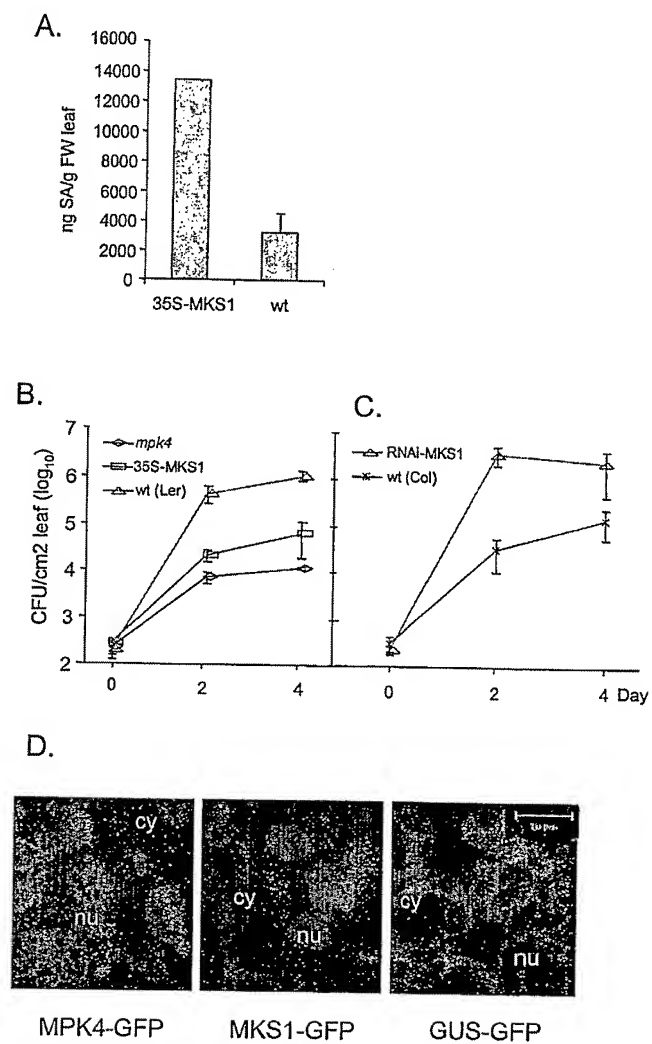 A.
16000
14000
12000
10000
8000
6000
4000
2000
0
ng SA/g FW leaf
35S-MKS1 wt
B.
7
6
5
4
3
2
CFU/cm2 leaf (log10)
mpk4
35S-MKS1
wt (Ler)
0 2 4
C.
RNAi-MKS1
wt (Col)
0 2 4 Day
D.
cy
nu
cy
nu
cy
nu
MPK4-GFP MKS1-GFP GUS-GFP